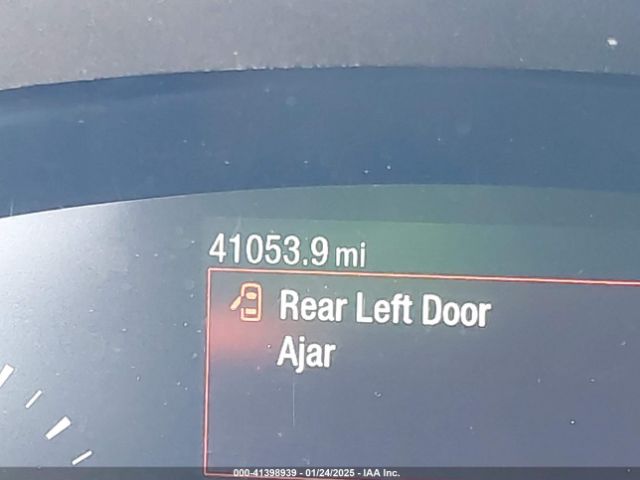 41053.9 mi
Rear Left Door
Ajar
000-41398939 - 01/24/2025 - IAA Inc.